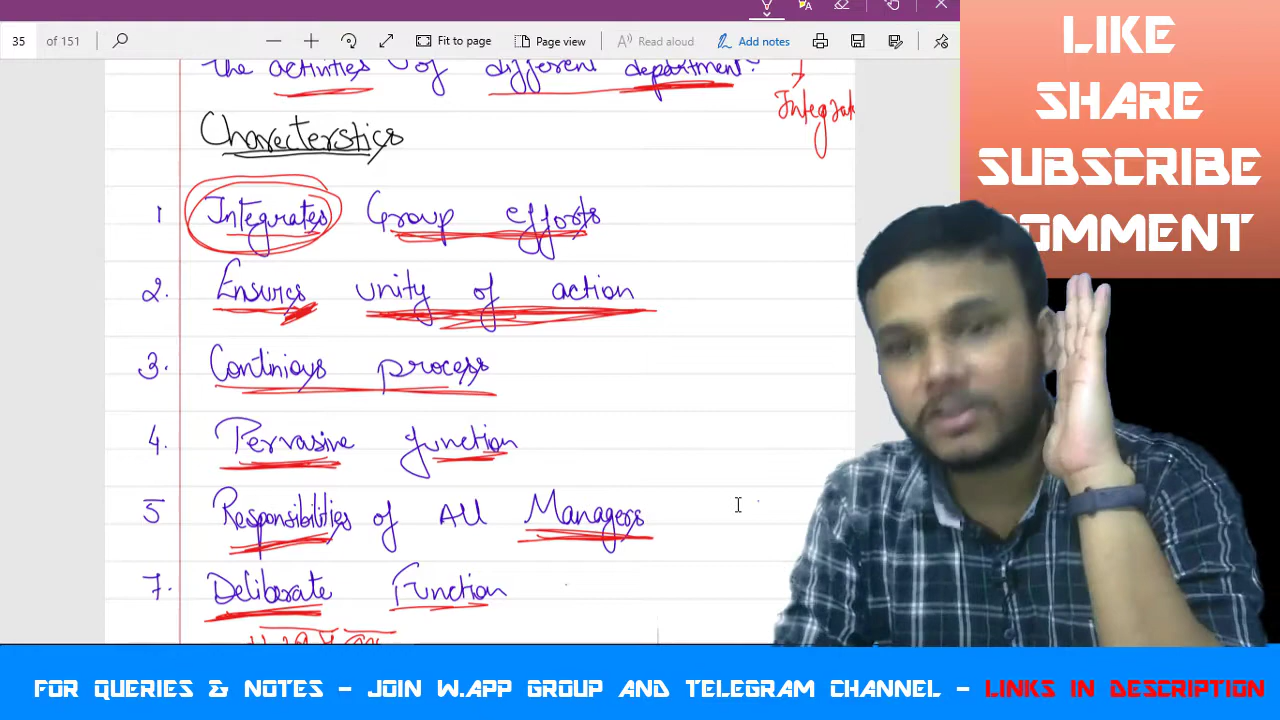 35 of 151 Fit to page Page view Read aloud Add notes
the activities of different department.
Integrat
Charecterstics
1 Integrates Group efforts
2. Ensures unity of action
3. Continioys process
4. Pervasive function
5 Responsibilities of All Managers
7. Deliberate Function
LIKE
SHARE
SUBSCRIBE
OMMENT
FOR QUERIES & NOTES - JOIN W.APP GROUP AND TELEGRAM CHANNEL - LINKS IN DESCRIPTION